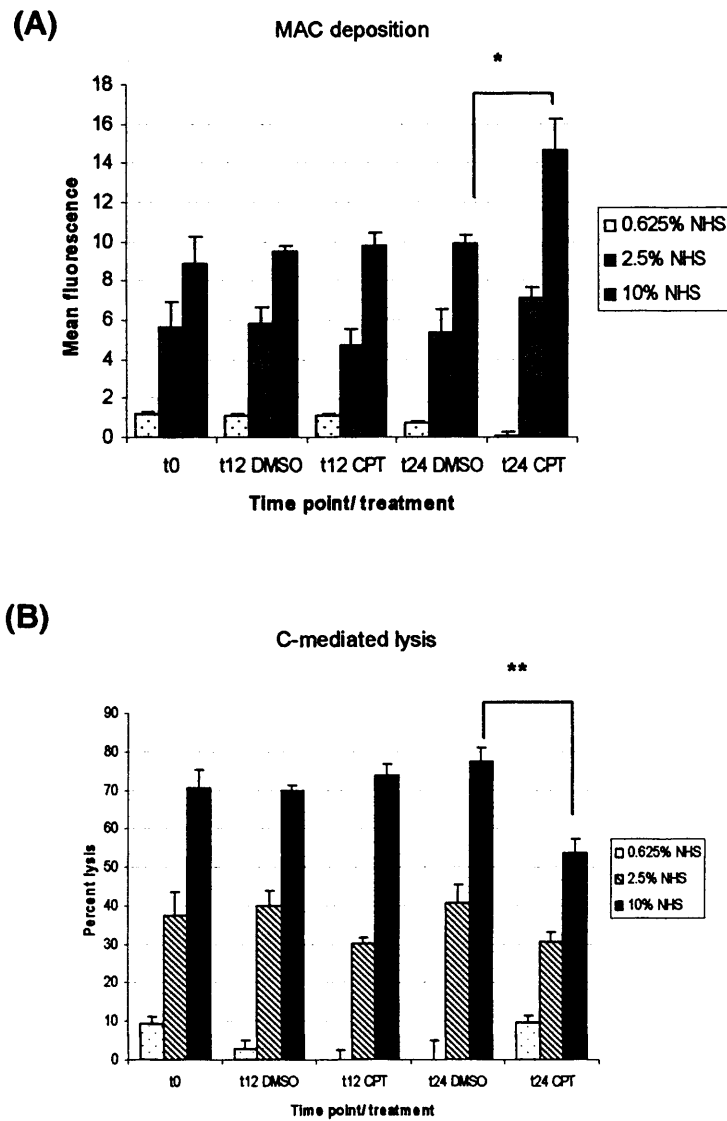 (A)
MAC deposition
*
18
16
14
12
10
8
6
4
2
0
Mean fluorescence
t0 t12 DMSO t12 CPT t24 DMSO t24 CPT
Time point/ treatment
0.625% NHS
2.5% NHS
10% NHS
(B)
C-mediated lysis
**
90
80
70
60
50
40
30
20
10
0
Percent lysis
t0 t12 DMSO t12 CPT t24 DMSO t24 CPT
Time point/ treatment
0.625% NHS
2.5% NHS
10% NHS